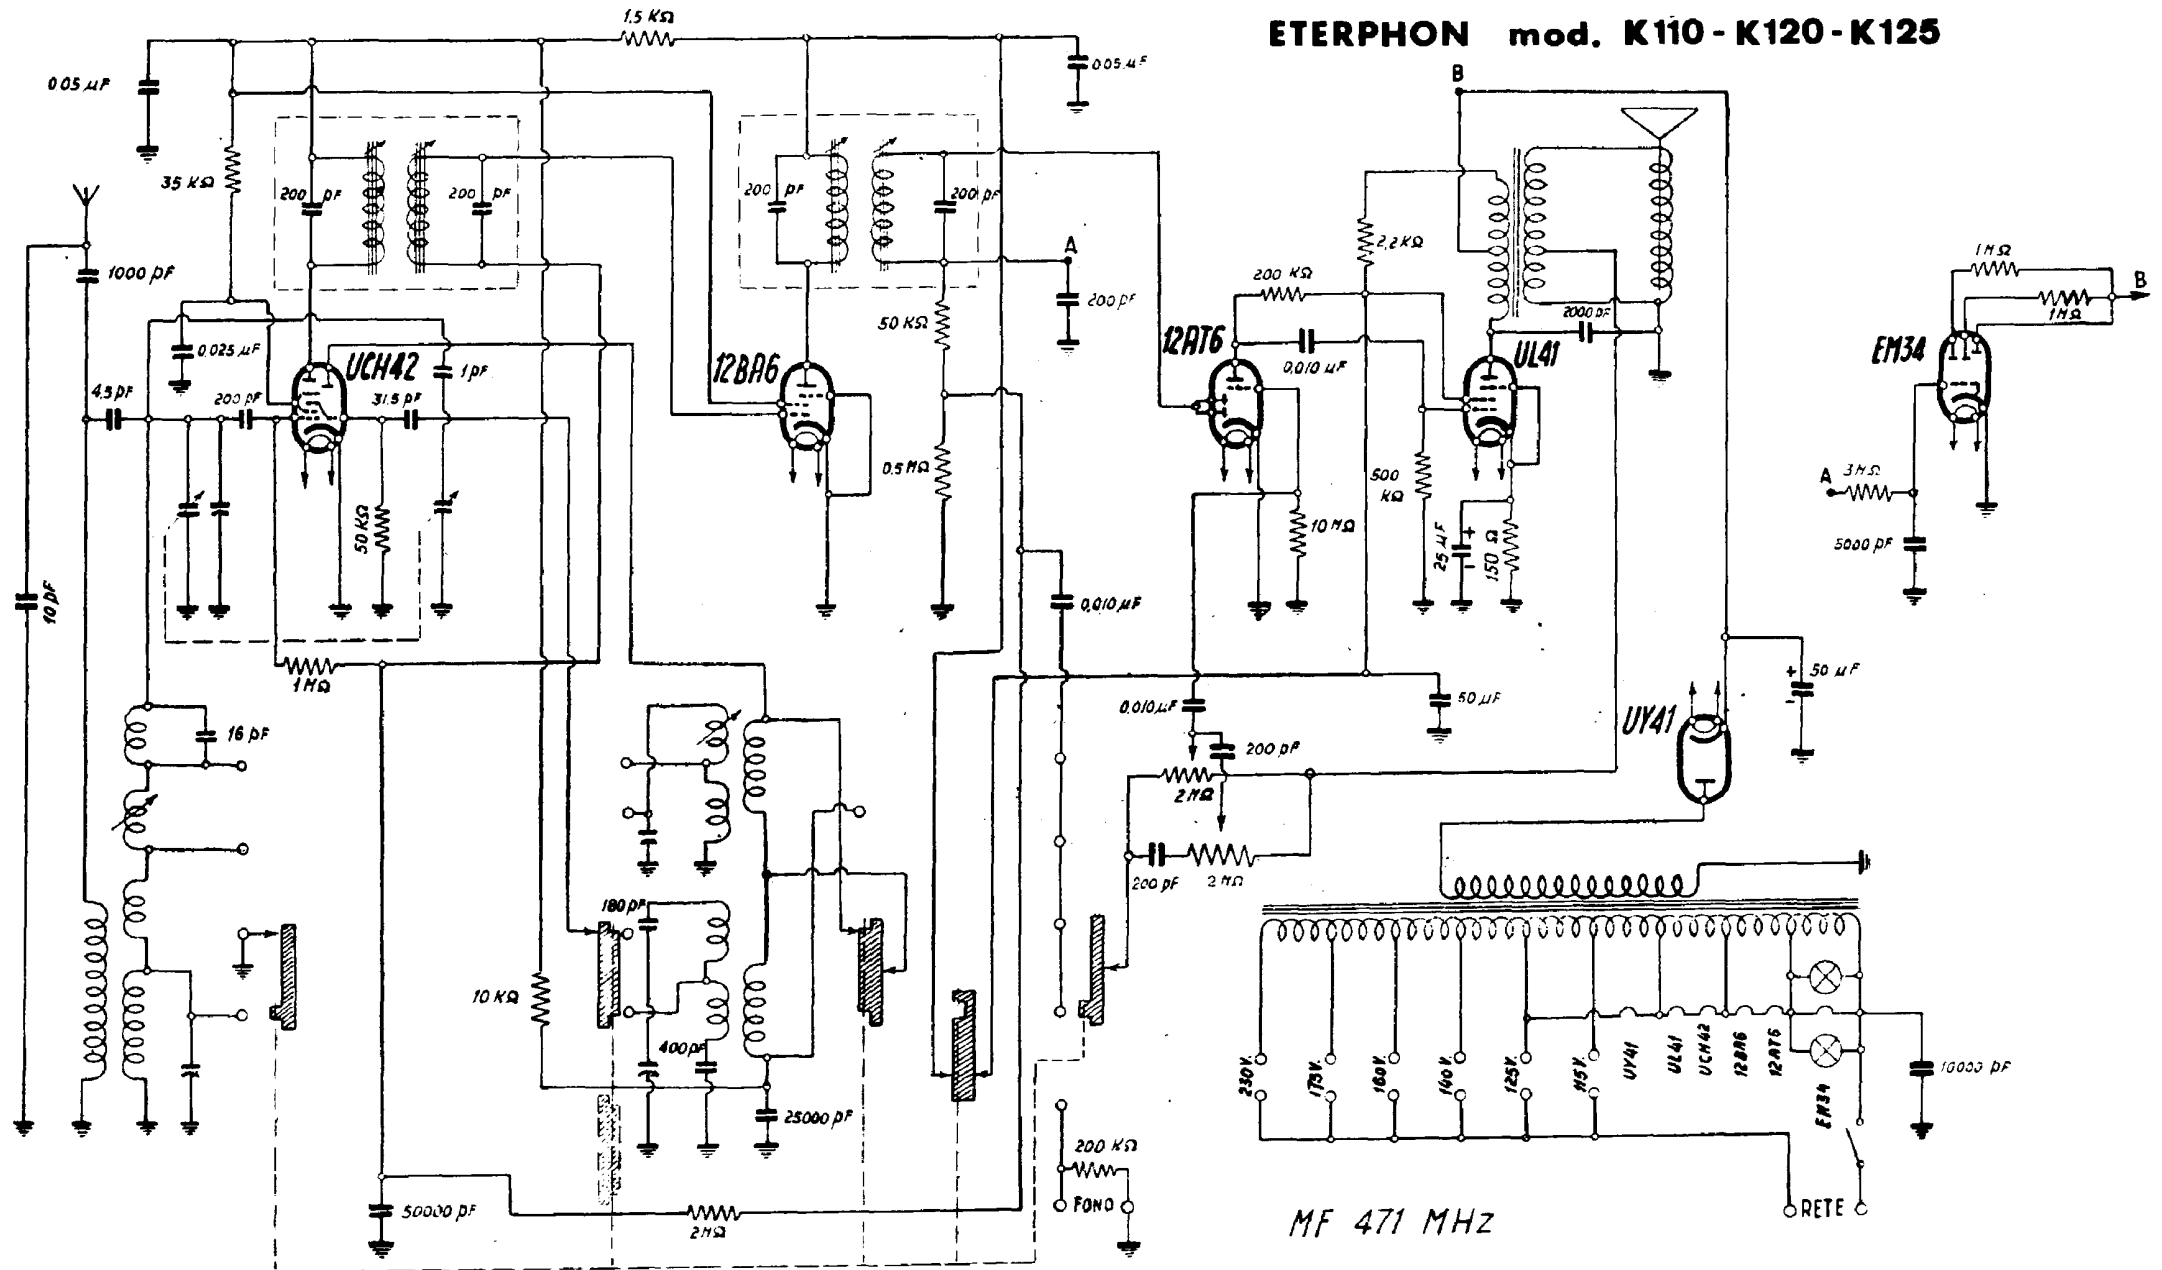 ETERPHON mod. K110 - K120 - K125
1,5 KΩ
0,05 µF
0,05 µF
B
35 KΩ
200 pF
200 pF
200 pF
200 pF
A
200 pF
1000 pF
2,2 KΩ
200 KΩ
1 MΩ
B
1 MΩ
2000 pF
50 KΩ
0,025 µF
UCH42
1 pF
12BA6
12AT6
0,010 µF
UL41
EM34
4,5 pF
200 pF
31,5 pF
0,5 MΩ
500 KΩ
A
3 MΩ
5000 pF
50 KΩ
10 MΩ
25 µF
+
-
150 Ω
10 pF
0,010 µF
1 MΩ
0,010 µF
50 µF
+
50 µF
-
UY41
16 pF
200 pF
2 MΩ
200 pF
2 MΩ
180 pF
10 KΩ
400 pF
25000 pF
230V.
175V.
160V.
140V.
125V.
115V.
UY41
UL41
UCH42
12BA6
12AT6
EM34
10000 pF
200 KΩ
FONO
50000 pF
2 MΩ
MF 471 MHz
RETE